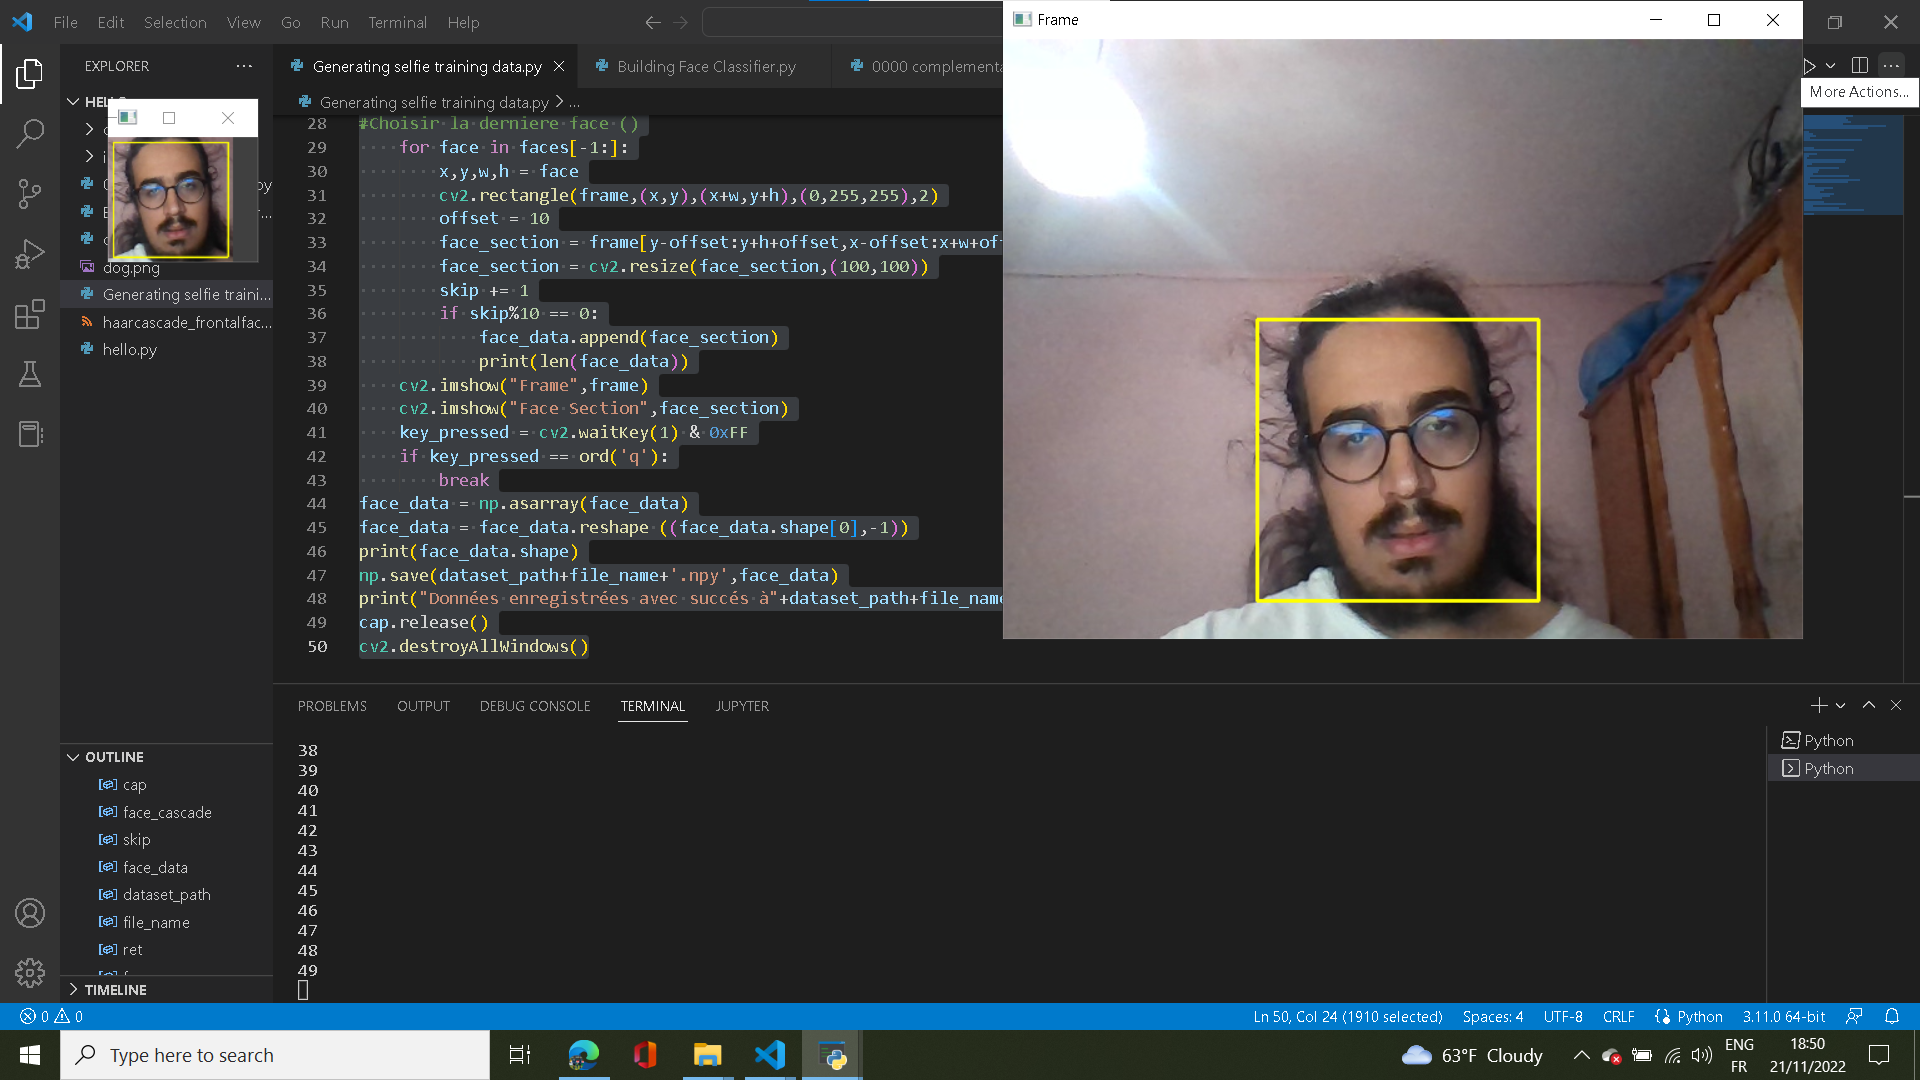 File Edit Selection View Go Run Terminal Help
Frame
EXPLORER
Generating selfie training data.py
Building Face Classifier.py
0000 complementa
More Actions...
Generating selfie training data.py > ...
dog.png
Generating selfie traini...
haarcascade_frontalfac...
hello.py
28 #Choisir la derniere face ()
29 for face in faces[-1:]:
30 x,y,w,h = face
31 cv2.rectangle(frame,(x,y),(x+w,y+h),(0,255,255),2)
32 offset = 10
33 face_section = frame[y-offset:y+h+offset,x-offset:x+w+of
34 face_section = cv2.resize(face_section,(100,100))
35 skip += 1
36 if skip%10 == 0:
37 face_data.append(face_section)
38 print(len(face_data))
39 cv2.imshow("Frame",frame)
40 cv2.imshow("Face Section",face_section)
41 key_pressed = cv2.waitKey(1) & 0xFF
42 if key_pressed == ord('q'):
43 break
44 face_data = np.asarray(face_data)
45 face_data = face_data.reshape ((face_data.shape[0],-1))
46 print(face_data.shape)
47 np.save(dataset_path+file_name+'.npy',face_data)
48 print("Données enregistrées avec succés à"+dataset_path+file_name
49 cap.release()
50 cv2.destroyAllWindows()
PROBLEMS OUTPUT DEBUG CONSOLE TERMINAL JUPYTER
38
39
40
41
42
43
44
45
46
47
48
49
Python
Python
OUTLINE
cap
face_cascade
skip
face_data
dataset_path
file_name
ret
TIMELINE
0 0
Ln 50, Col 24 (1910 selected) Spaces: 4 UTF-8 CRLF Python 3.11.0 64-bit
Type here to search
63°F Cloudy
ENG
FR
18:50
21/11/2022